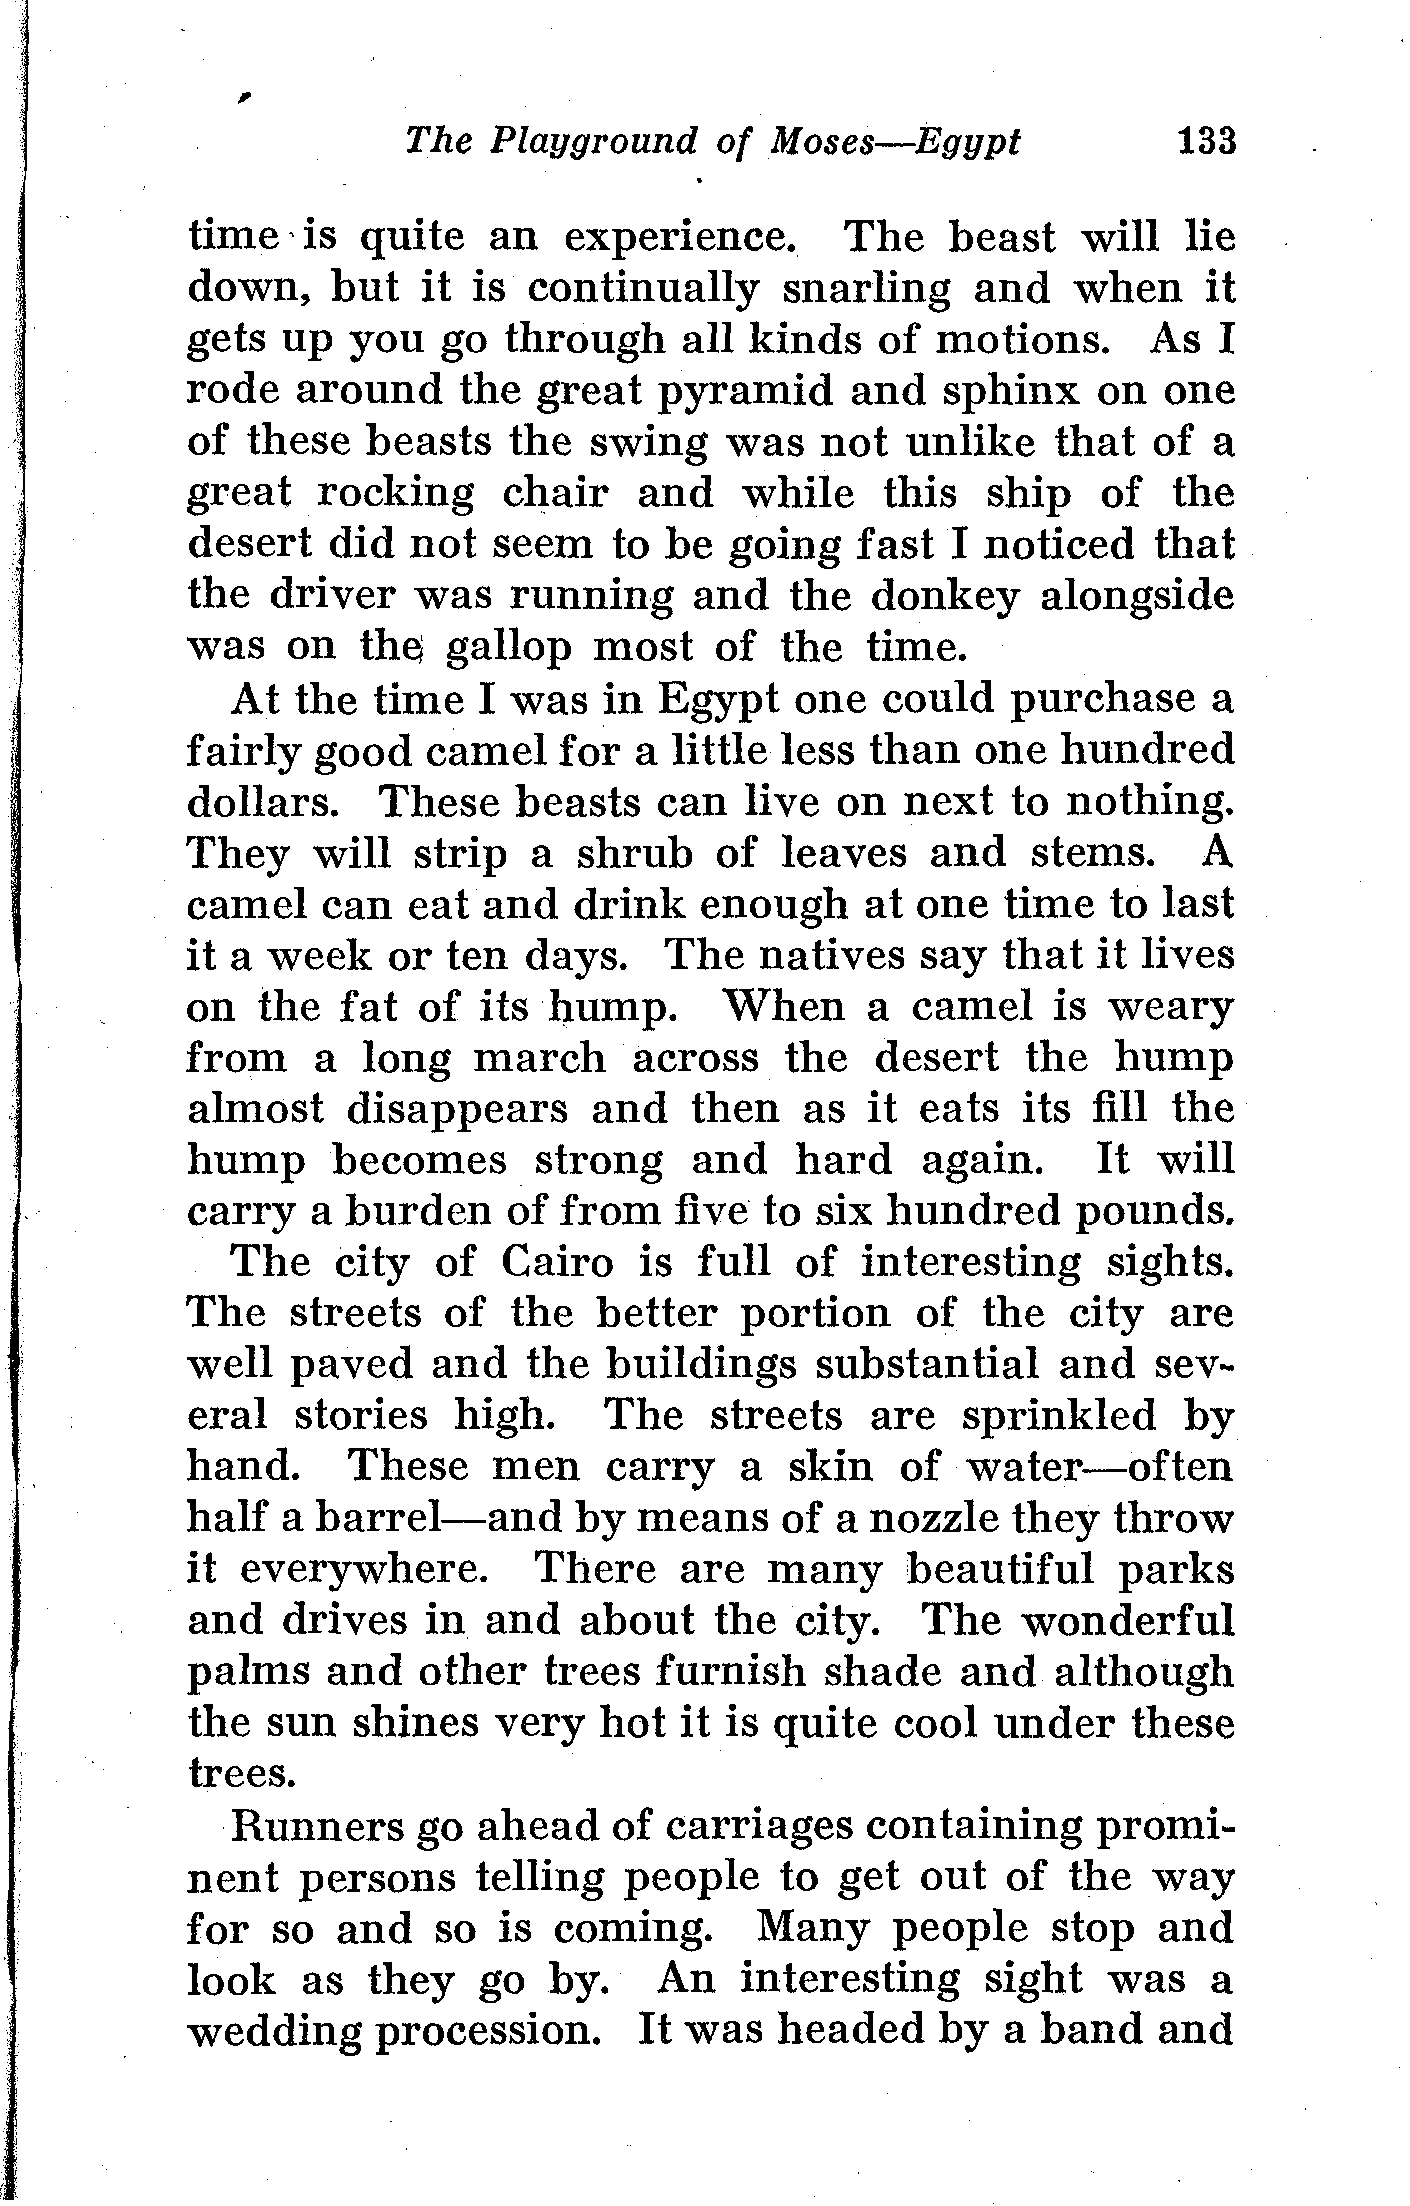 The Playground of Moses—Egypt 133
time is quite an experience. The beast will lie
down, but it is continually snarling and when it
gets up you go through all kinds of motions. As I
rode around the great pyramid and sphinx on one
of these beasts the swing was not unlike that of a
great rocking chair and while this ship of the
desert did not seem to be going fast I noticed that
the driver was running and the donkey alongside
was on the gallop most of the time.
At the time I was in Egypt one could purchase a
fairly good camel for a little less than one hundred
dollars. These beasts can live on next to nothing.
They will strip a shrub of leaves and stems. A
camel can eat and drink enough at one time to last
it a week or ten days. The natives say that it lives
on the fat of its hump. When a camel is weary
from a long march across the desert the hump
almost disappears and then as it eats its fill the
hump becomes strong and hard again. It will
carry a burden of from five to six hundred pounds.
The city of Cairo is full of interesting sights.
The streets of the better portion of the city are
well paved and the buildings substantial and sev-
eral stories high. The streets are sprinkled by
hand. These men carry a skin of water—often
half a barrel—and by means of a nozzle they throw
it everywhere. There are many beautiful parks
and drives in and about the city. The wonderful
palms and other trees furnish shade and although
the sun shines very hot it is quite cool under these
trees.
Runners go ahead of carriages containing promi-
nent persons telling people to get out of the way
for so and so is coming. Many people stop and
look as they go by. An interesting sight was a
wedding procession. It was headed by a band and